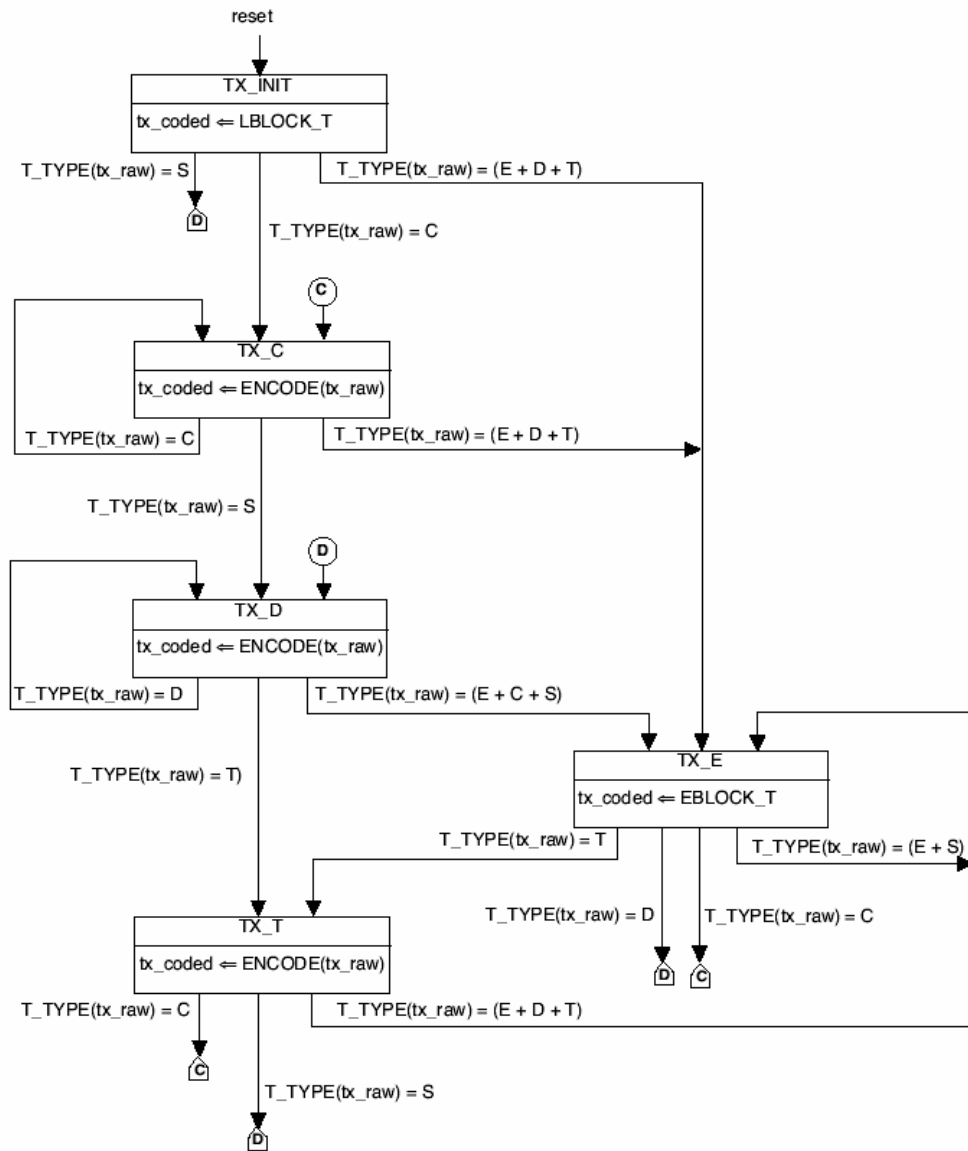 reset
TX_INIT
tx_coded ⇐ LBLOCK_T
T_TYPE(tx_raw) = S
T_TYPE(tx_raw) = (E + D + T)
D
T_TYPE(tx_raw) = C
C
TX_C
tx_coded ⇐ ENCODE(tx_raw)
T_TYPE(tx_raw) = C
T_TYPE(tx_raw) = (E + D + T)
T_TYPE(tx_raw) = S
D
TX_D
tx_coded ⇐ ENCODE(tx_raw)
T_TYPE(tx_raw) = D
T_TYPE(tx_raw) = (E + C + S)
T_TYPE(tx_raw) = T)
TX_E
tx_coded ⇐ EBLOCK_T
T_TYPE(tx_raw) = T
T_TYPE(tx_raw) = (E + S)
T_TYPE(tx_raw) = D
T_TYPE(tx_raw) = C
D
C
TX_T
tx_coded ⇐ ENCODE(tx_raw)
T_TYPE(tx_raw) = C
T_TYPE(tx_raw) = (E + D + T)
C
T_TYPE(tx_raw) = S
D